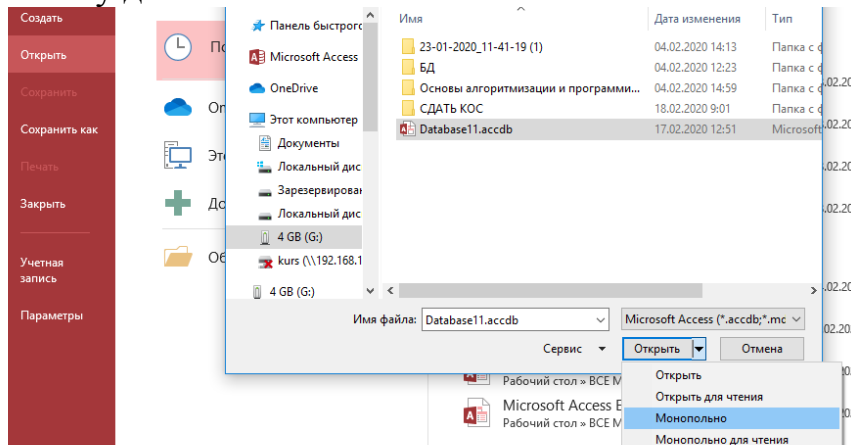 Создать
Открыть
Сохранить
Сохранить как
Печать
Закрыть
Учетная
запись
Параметры
Панель быстрого
Microsoft Access
OneDrive
Этот компьютер
Документы
Локальный дис
Зарезервирован
Локальный дис
4 GB (G:)
kurs (\\192.168.1
4 GB (G:)
Имя Дата изменения Тип
23-01-2020_11-41-19 (1) 04.02.2020 14:13 Папка с
БД 04.02.2020 12:23 Папка с
Основы алгоритмизации и программи... 04.02.2020 14:59 Папка с
СДАТЬ КОС 18.02.2020 9:01 Папка с
Database11.accdb 17.02.2020 12:51 Microsoft
Имя файла: Database11.accdb Microsoft Access (*.accdb;*.mc
Сервис Открыть Отмена
Открыть
Открыть для чтения
Монопольно
Монопольно для чтения
Рабочий стол » ВСЕ М
Microsoft Access E
Рабочий стол » ВСЕ М